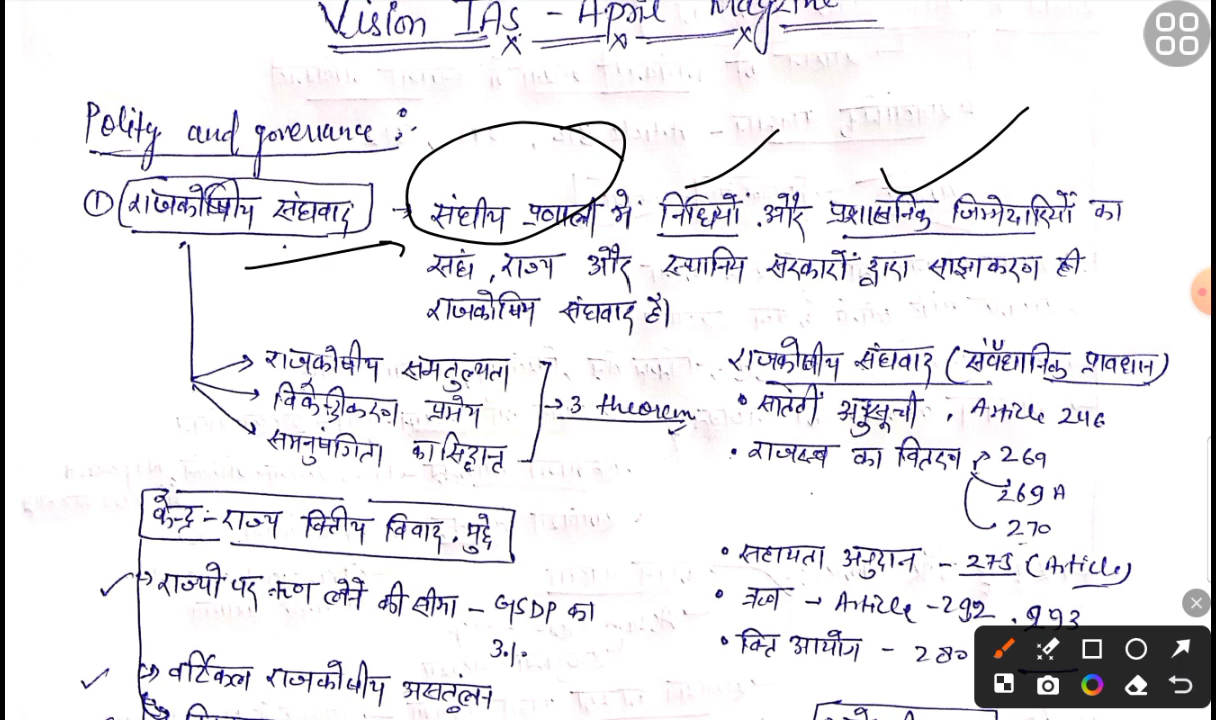 Vision IAS - April Magzine
Polity and governance :-
① राजकोषीय संघवाद → संघीय प्रणाली में निधियों और प्रशासनिक जिम्मेदारियों का
संघ, राज्य और स्थानिय सरकारों द्वारा साझाकरण ही
राजकोषिय संघवाद है।
→ राजकोषीय समतुल्यता
→ विकेंद्रीकरण प्रमेय
→ समनुषंगिता का सिद्धान्त
→ 3 theorem
राजकोषीय संघवाद (संवैधानिक प्रावधान)
• सातवीं अनुसूची, Article 246
• राजस्व का वितरण → 269
269 A
270
• सहायता अनुदान - 275 (Article)
• ऋण → Article - 292, 293
• वित्त आयोग - 280
केन्द्र :- राज्य वित्तीय विवाद. मुद्दे
→ राज्यों पर ऋण लेने की सीमा - GSDP का
3%
→ वर्टिकल राजकोषीय असंतुलन